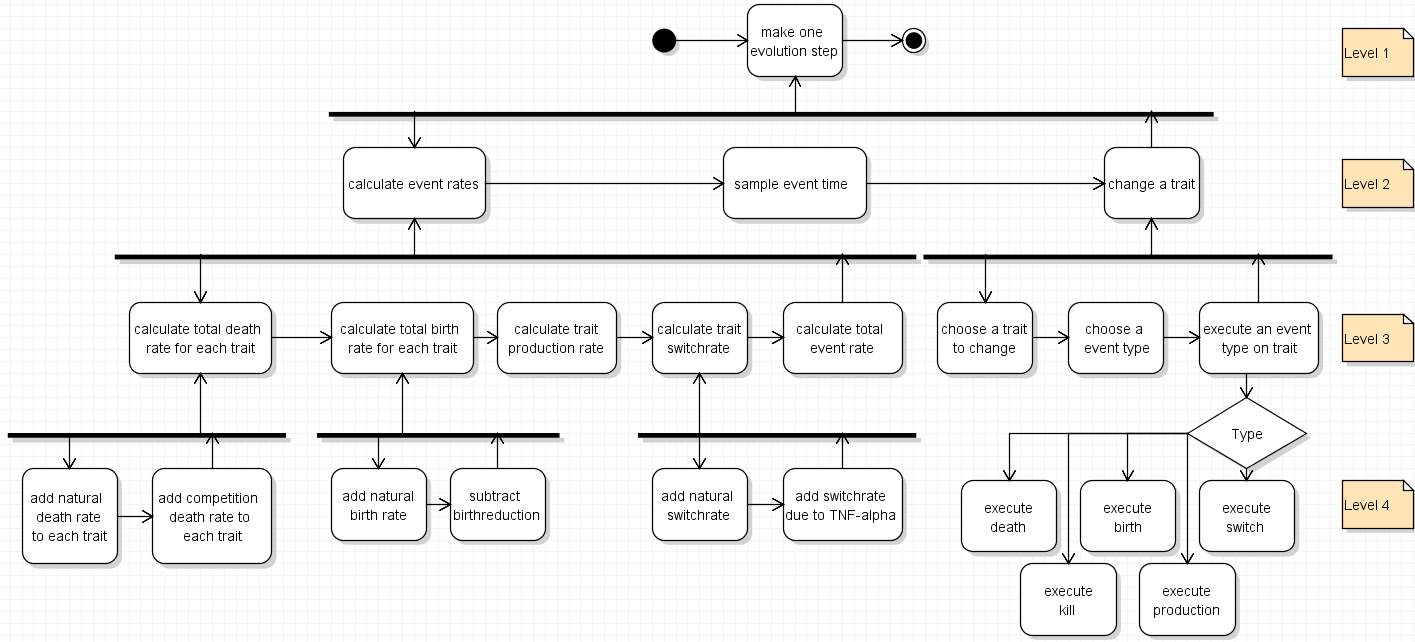 make one
evolution step
Level 1
calculate event rates
sample event time
change a trait
Level 2
calculate total death
rate for each trait
calculate total birth
rate for each trait
calculate trait
production rate
calculate trait
switchrate
calculate total
event rate
choose a trait
to change
choose a
event type
execute an event
type on trait
Level 3
Type
add natural
death rate
to each trait
add competition
death rate to
each trait
add natural
birth rate
subtract
birthreduction
add natural
switchrate
add switchrate
due to TNF-alpha
execute
death
execute
birth
execute
switch
Level 4
execute
kill
execute
production